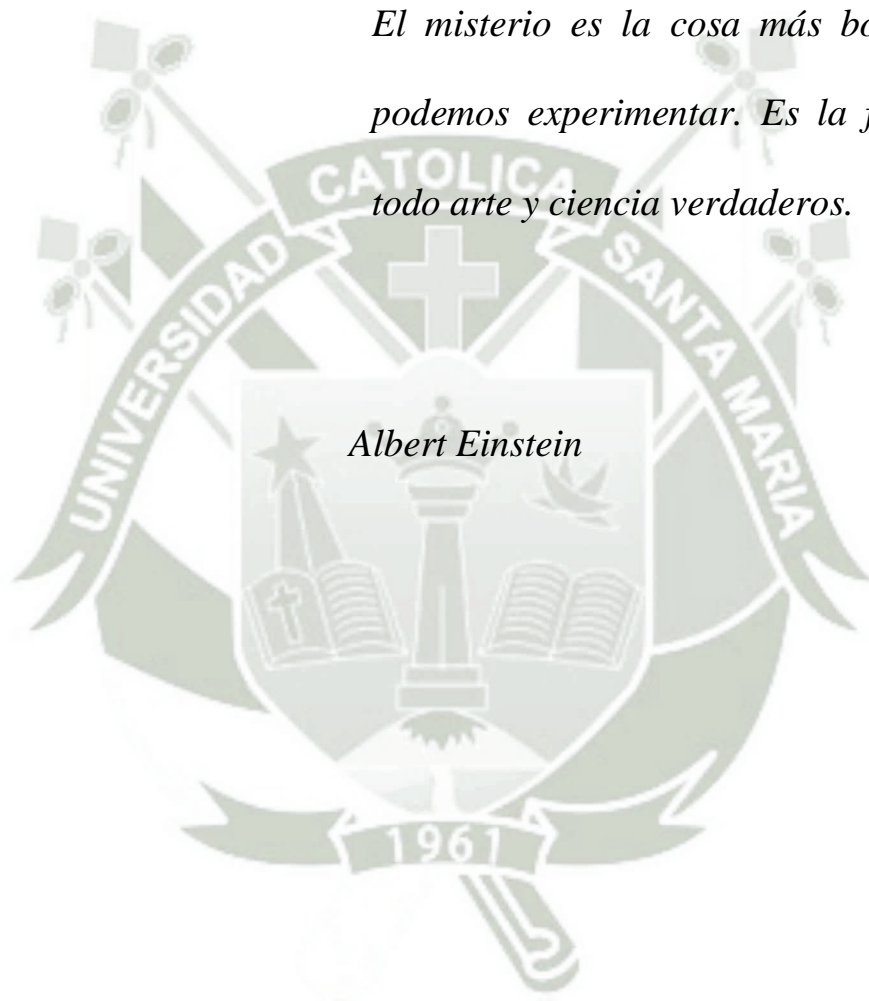 El misterio es la cosa más
podemos experimentar. Es la
todo arte y ciencia verdaderos.
UNIVERSIDAD CATOLICA SANTA MARIA
Albert Einstein
1961